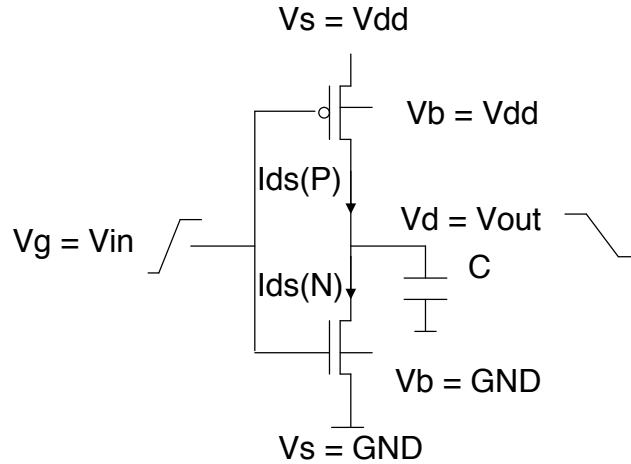 Vs = Vdd
Vb = Vdd
Ids(P)
Vd = Vout
Vg = Vin
Ids(N)
C
Vb = GND
Vs = GND